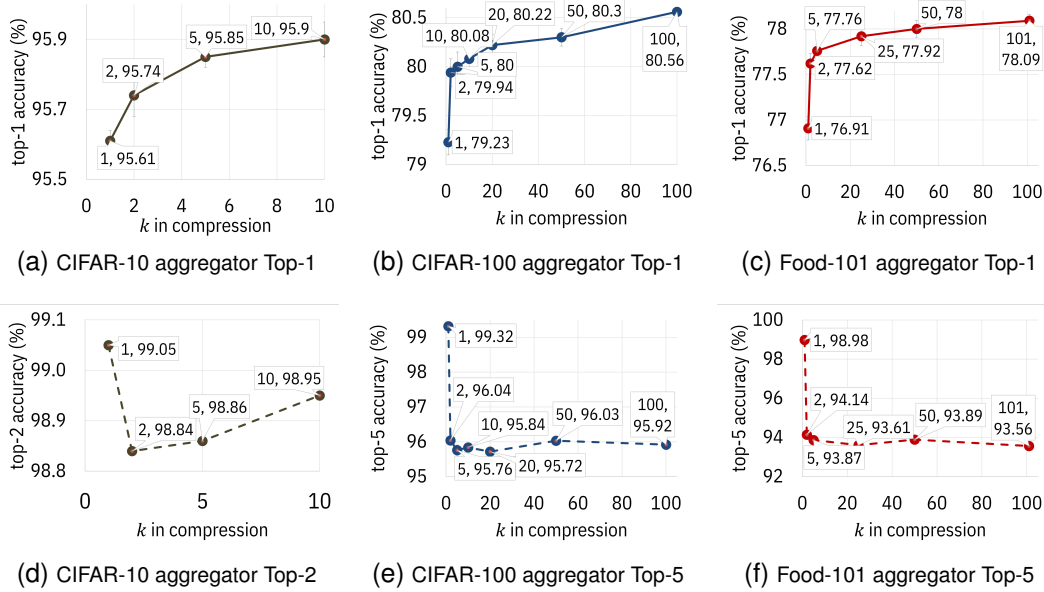 top-1 accuracy (%)
95.9
95.7
95.5
10, 95.9
5, 95.85
2, 95.74
1, 95.61
0 2 4 6 8 10
k in compression
(a) CIFAR-10 aggregator Top-1
top-1 accuracy (%)
80.5
80
79.5
79
20, 80.22
50, 80.3
10, 80.08
100,
80.56
5, 80
2, 79.94
1, 79.23
0 20 40 60 80 100
k in compression
(b) CIFAR-100 aggregator Top-1
top-1 accuracy (%)
78
77.5
77
76.5
5, 77.76
50, 78
101,
78.09
25, 77.92
2, 77.62
1, 76.91
0 20 40 60 80 100
k in compression
(c) Food-101 aggregator Top-1
top-2 accuracy (%)
99.1
99.0
98.9
98.8
1, 99.05
10, 98.95
5, 98.86
2, 98.84
0 5 10
k in compression
(d) CIFAR-10 aggregator Top-2
top-5 accuracy (%)
99
98
97
96
95
1, 99.32
2, 96.04
50, 96.03
100,
95.92
10, 95.84
5, 95.76
20, 95.72
0 20 40 60 80 100
k in compression
(e) CIFAR-100 aggregator Top-5
top-5 accuracy (%)
100
98
96
94
92
1, 98.98
2, 94.14
50, 93.89
101,
93.56
25, 93.61
5, 93.87
0 20 40 60 80 100
k in compression
(f) Food-101 aggregator Top-5